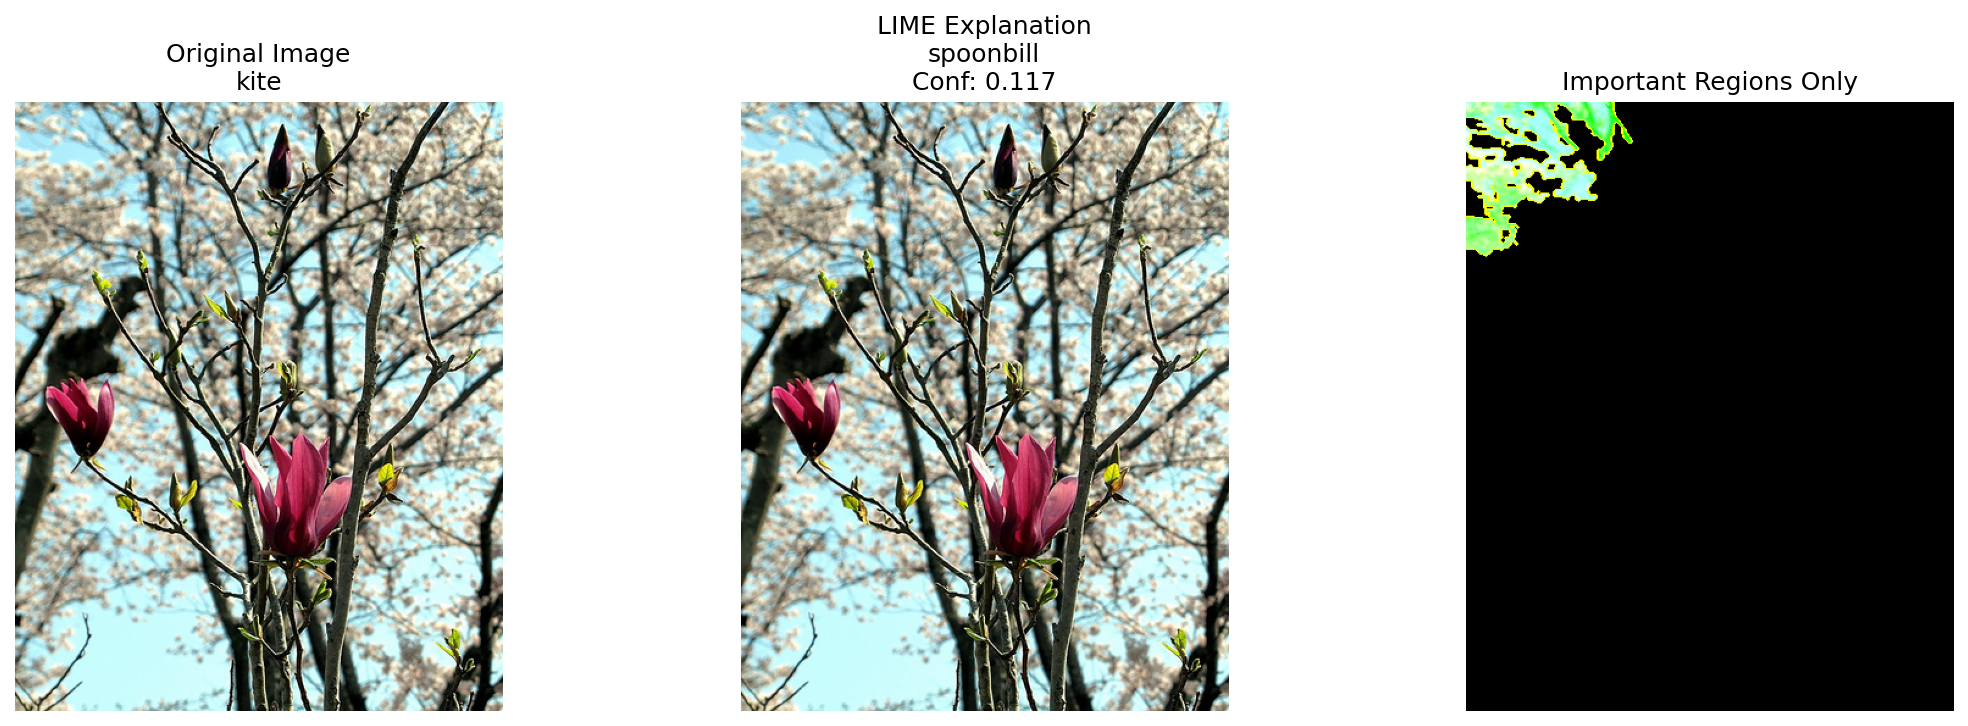 Original Image
kite
LIME Explanation
spoonbill
Conf: 0.117
Important Regions Only